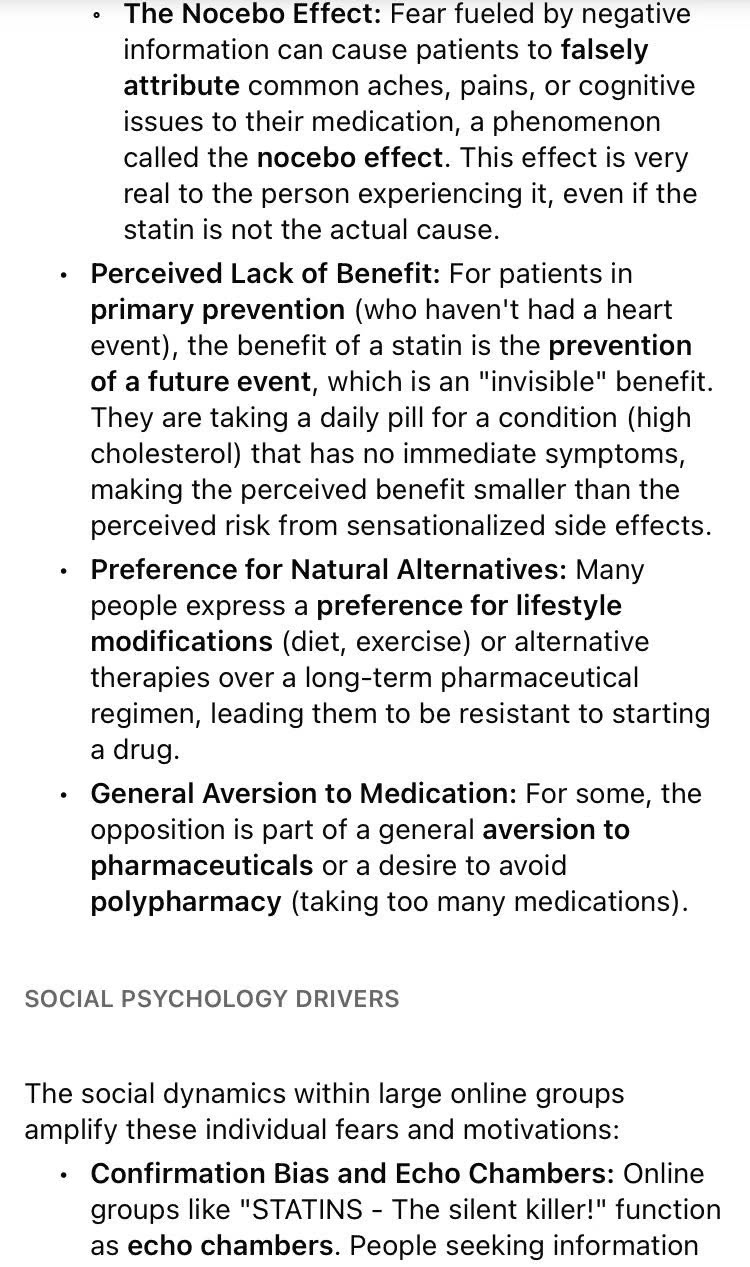 ◦ The Nocebo Effect: Fear fueled by negative
information can cause patients to falsely
attribute common aches, pains, or cognitive
issues to their medication, a phenomenon
called the nocebo effect. This effect is very
real to the person experiencing it, even if the
statin is not the actual cause.
• Perceived Lack of Benefit: For patients in
primary prevention (who haven't had a heart
event), the benefit of a statin is the prevention
of a future event, which is an "invisible" benefit.
They are taking a daily pill for a condition (high
cholesterol) that has no immediate symptoms,
making the perceived benefit smaller than the
perceived risk from sensationalized side effects.
• Preference for Natural Alternatives: Many
people express a preference for lifestyle
modifications (diet, exercise) or alternative
therapies over a long-term pharmaceutical
regimen, leading them to be resistant to starting
a drug.
• General Aversion to Medication: For some, the
opposition is part of a general aversion to
pharmaceuticals or a desire to avoid
polypharmacy (taking too many medications).
SOCIAL PSYCHOLOGY DRIVERS
The social dynamics within large online groups
amplify these individual fears and motivations:
• Confirmation Bias and Echo Chambers: Online
groups like "STATINS - The silent killer!" function
as echo chambers. People seeking information